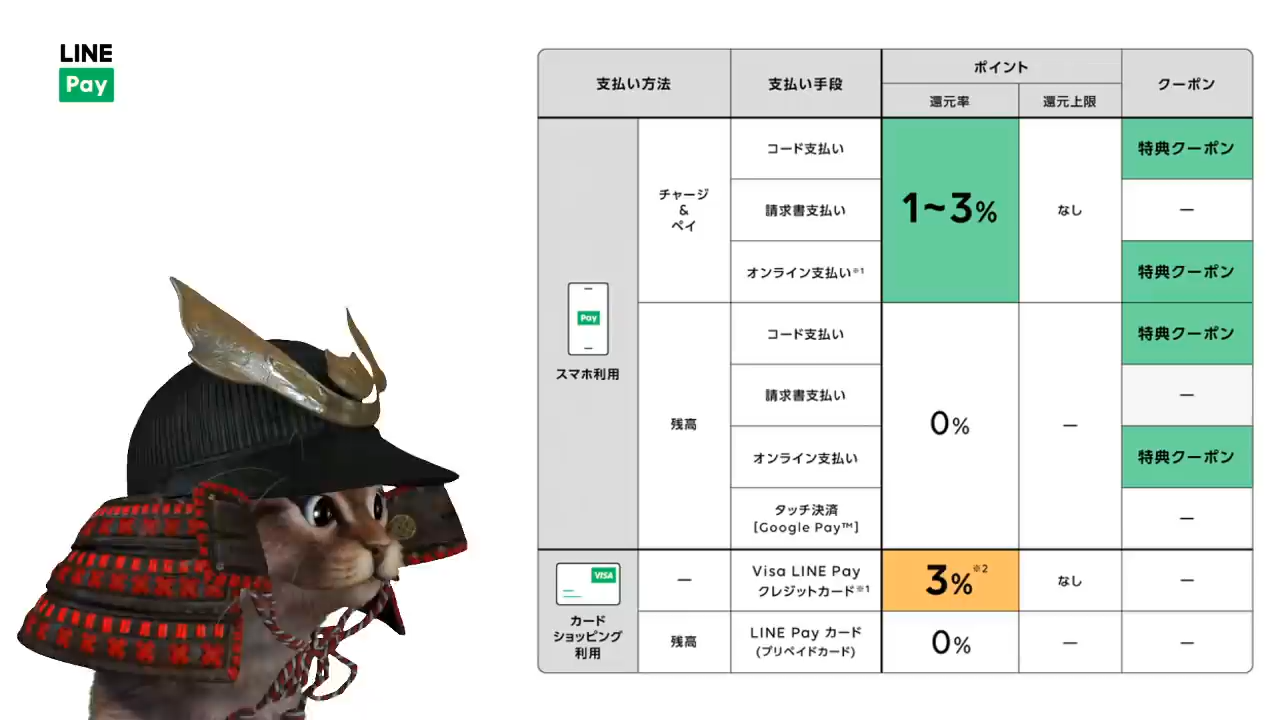 LINE
Pay
支払い方法
支払い手段
ポイント
還元率
還元上限
クーポン
Pay
スマホ利用
チャージ
&
ペイ
コード支払い
1~3%
なし
特典クーポン
請求書支払い
—
オンライン支払い※1
特典クーポン
残高
コード支払い
0%
—
特典クーポン
請求書支払い
—
オンライン支払い
特典クーポン
タッチ決済
[Google Pay™]
—
VISA
カード
ショッピング
利用
—
Visa LINE Pay
クレジットカード※1
3%※2
なし
—
残高
LINE Pay カード
(プリペイドカード)
0%
—
—